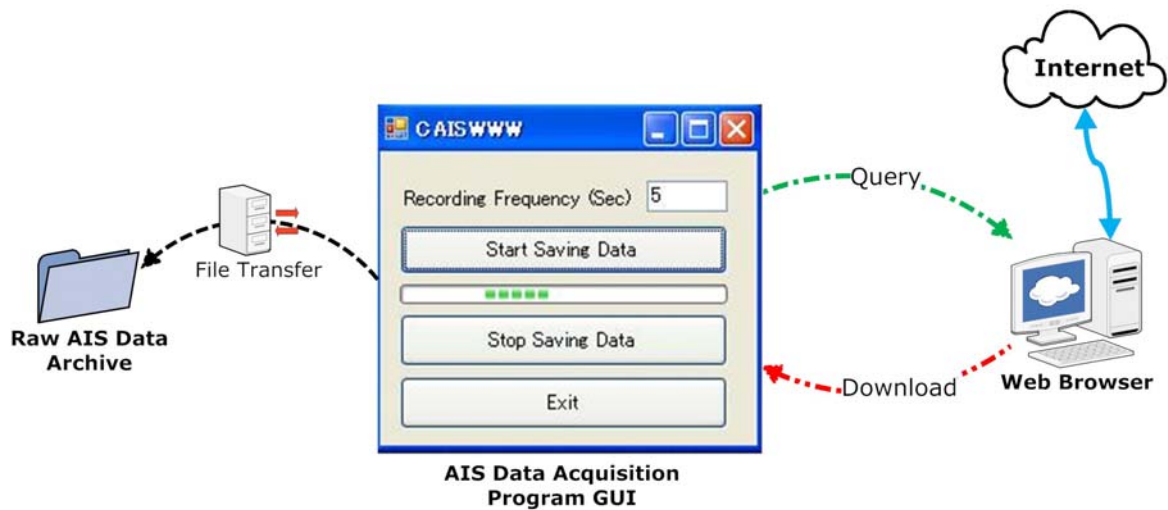 Internet
C AISWWW
Recording Frequency (Sec) 5
Query
Start Saving Data
File Transfer
Raw AIS Data
Archive
Stop Saving Data
Download
Web Browser
Exit
AIS Data Acquisition
Program GUI